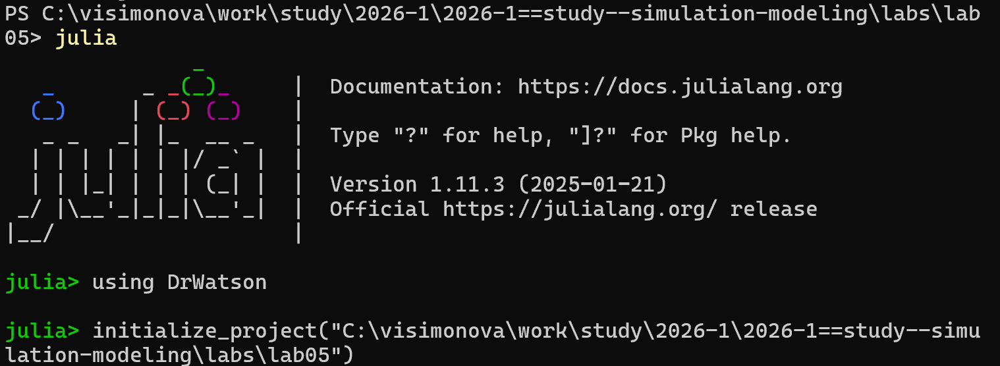 PS C:\visimonova\work\study\2026-1\2026-1==study--simulation-modeling\labs\lab
05> julia
               _
   _       _ _(_)_     |  Documentation: https://docs.julialang.org
  (_)     | (_) (_)    |
   _ _   _| |_  __ _   |  Type "?" for help, "]?" for Pkg help.
  | | | | | | |/ _` |  |
  | | |_| | | | (_| |  |  Version 1.11.3 (2025-01-21)
 _/ |\__'_|_|_|\__'_|  |  Official https://julialang.org/ release
|__/                   |
julia> using DrWatson
julia> initialize_project("C:\visimonova\work\study\2026-1\2026-1==study--simu
lation-modeling\labs\lab05")